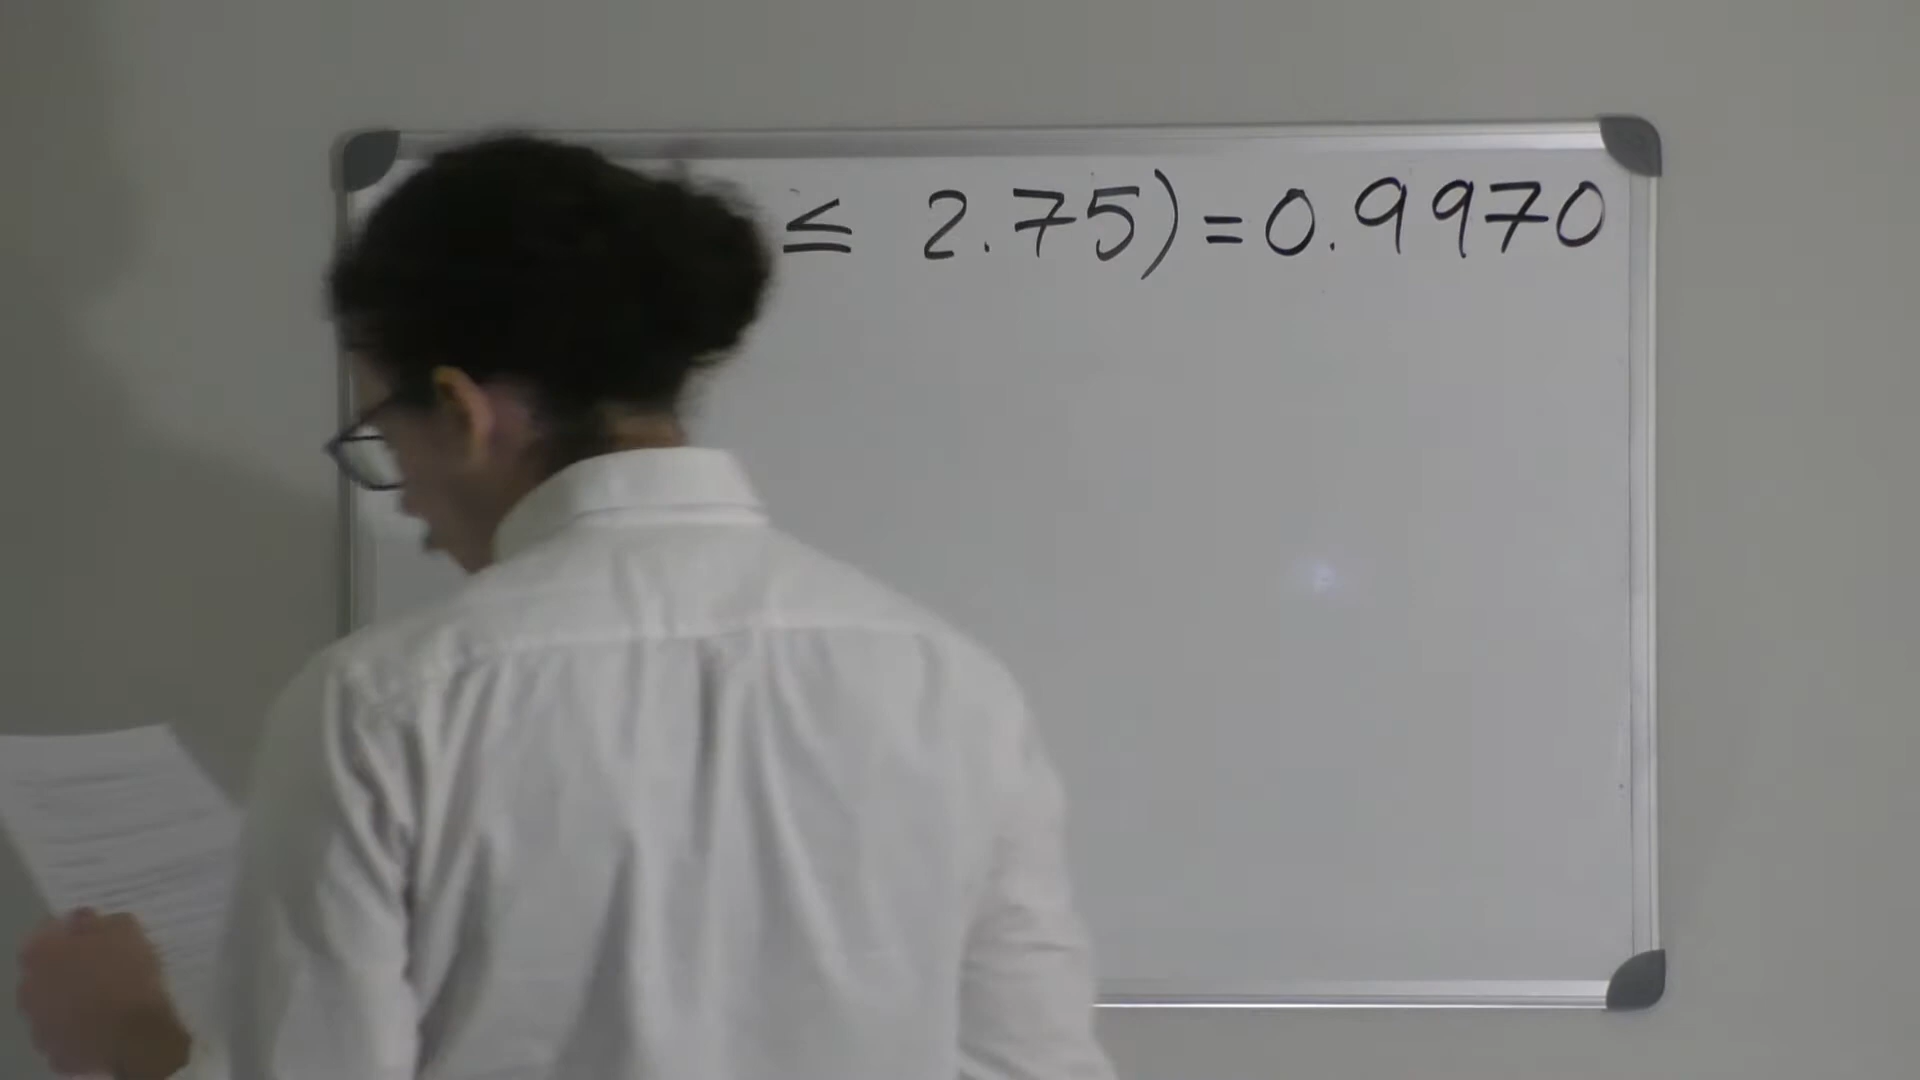 ≤ 2.75) = 0.9970